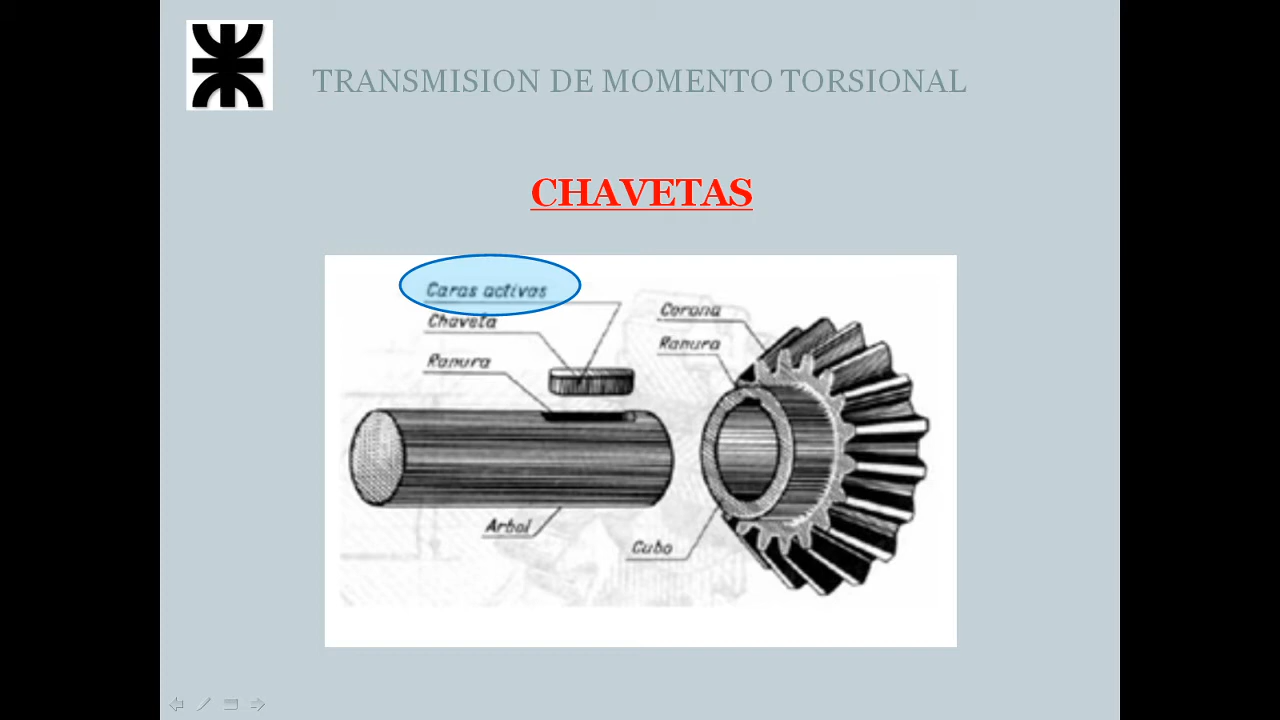 TRANSMISION DE MOMENTO TORSIONAL
CHAVETAS
Caras activas
Chaveta
Ranura
Corona
Ranura
Arbol
Cubo